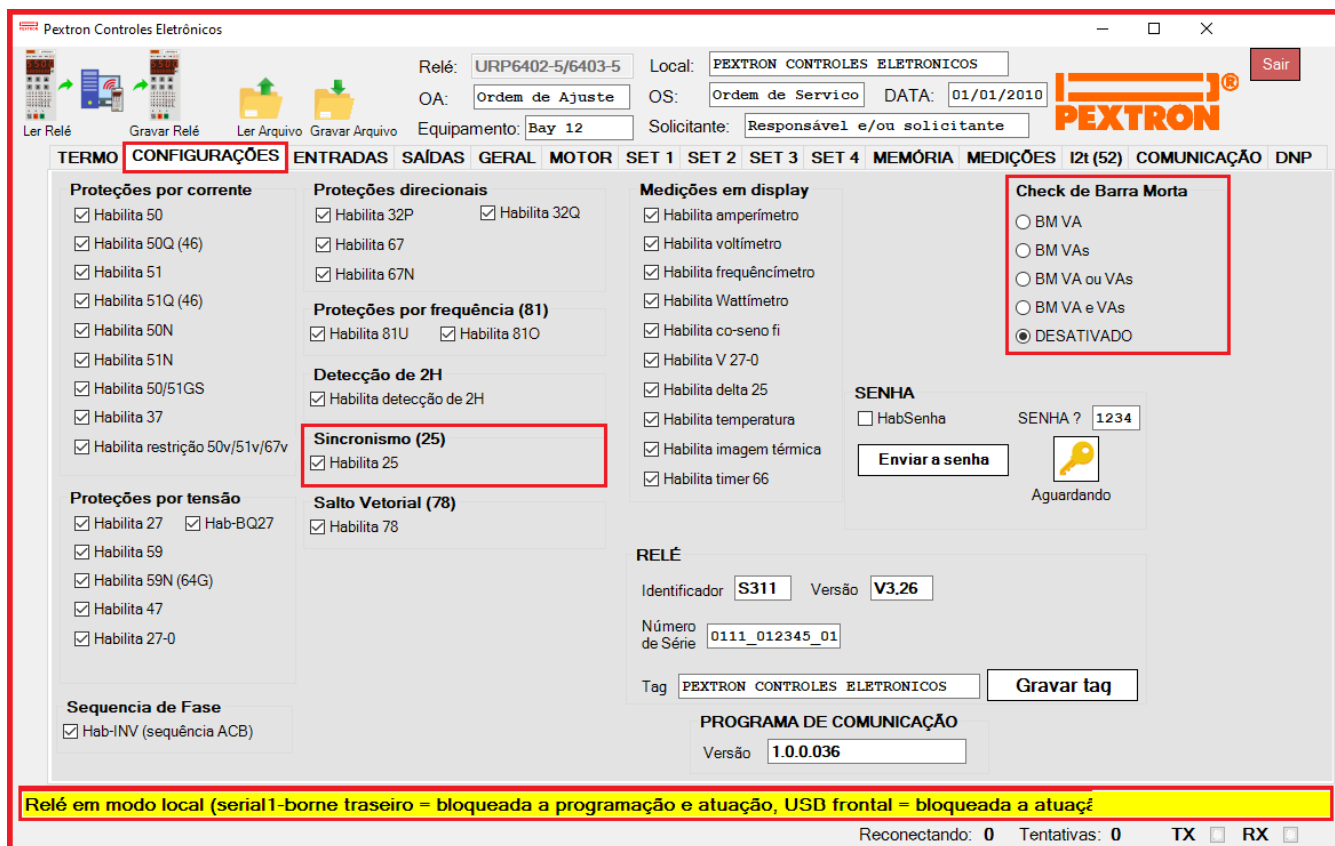 Pextron Controles Eletrônicos
Relé: URP6402-5/6403-5 Local: PEXTRON CONTROLES ELETRONICOS Sair
OA: Ordem de Ajuste OS: Ordem de Servico DATA: 01/01/2010
Equipamento: Bay 12 Solicitante: Responsável e/ou solicitante
PEXTRON
Ler Relé Gravar Relé Ler Arquivo Gravar Arquivo
TERMO CONFIGURAÇÕES ENTRADAS SAÍDAS GERAL MOTOR SET 1 SET 2 SET 3 SET 4 MEMÓRIA MEDIÇÕES I2t (52) COMUNICAÇÃO DNP
Proteções por corrente
Habilita 50
Habilita 50Q (46)
Habilita 51
Habilita 51Q (46)
Habilita 50N
Habilita 51N
Habilita 50/51GS
Habilita 37
Habilita restrição 50v/51v/67v
Proteções por tensão
Habilita 27 Hab-BQ27
Habilita 59
Habilita 59N (64G)
Habilita 47
Habilita 27-0
Sequencia de Fase
Hab-INV (sequência ACB)
Proteções direcionais
Habilita 32P Habilita 32Q
Habilita 67
Habilita 67N
Proteções por frequência (81)
Habilita 81U Habilita 81O
Detecção de 2H
Habilita detecção de 2H
Sincronismo (25)
Habilita 25
Salto Vetorial (78)
Habilita 78
Medições em display
Habilita amperímetro
Habilita voltímetro
Habilita frequêncímetro
Habilita Wattímetro
Habilita co-seno fi
Habilita V 27-0
Habilita delta 25
Habilita temperatura
Habilita imagem térmica
Habilita timer 66
Check de Barra Morta
BM VA
BM VAs
BM VA ou VAs
BM VA e VAs
DESATIVADO
SENHA
HabSenha SENHA ? 1234
Enviar a senha
Aguardando
RELÉ
Identificador S311 Versão V3,26
Número
de Série 0111_012345_01
Tag PEXTRON CONTROLES ELETRONICOS Gravar tag
PROGRAMA DE COMUNICAÇÃO
Versão 1.0.0.036
Relé em modo local (serial1-borne traseiro = bloqueada a programação e atuação, USB frontal = bloqueada a atuaçã
Reconectando: 0 Tentativas: 0 TX RX